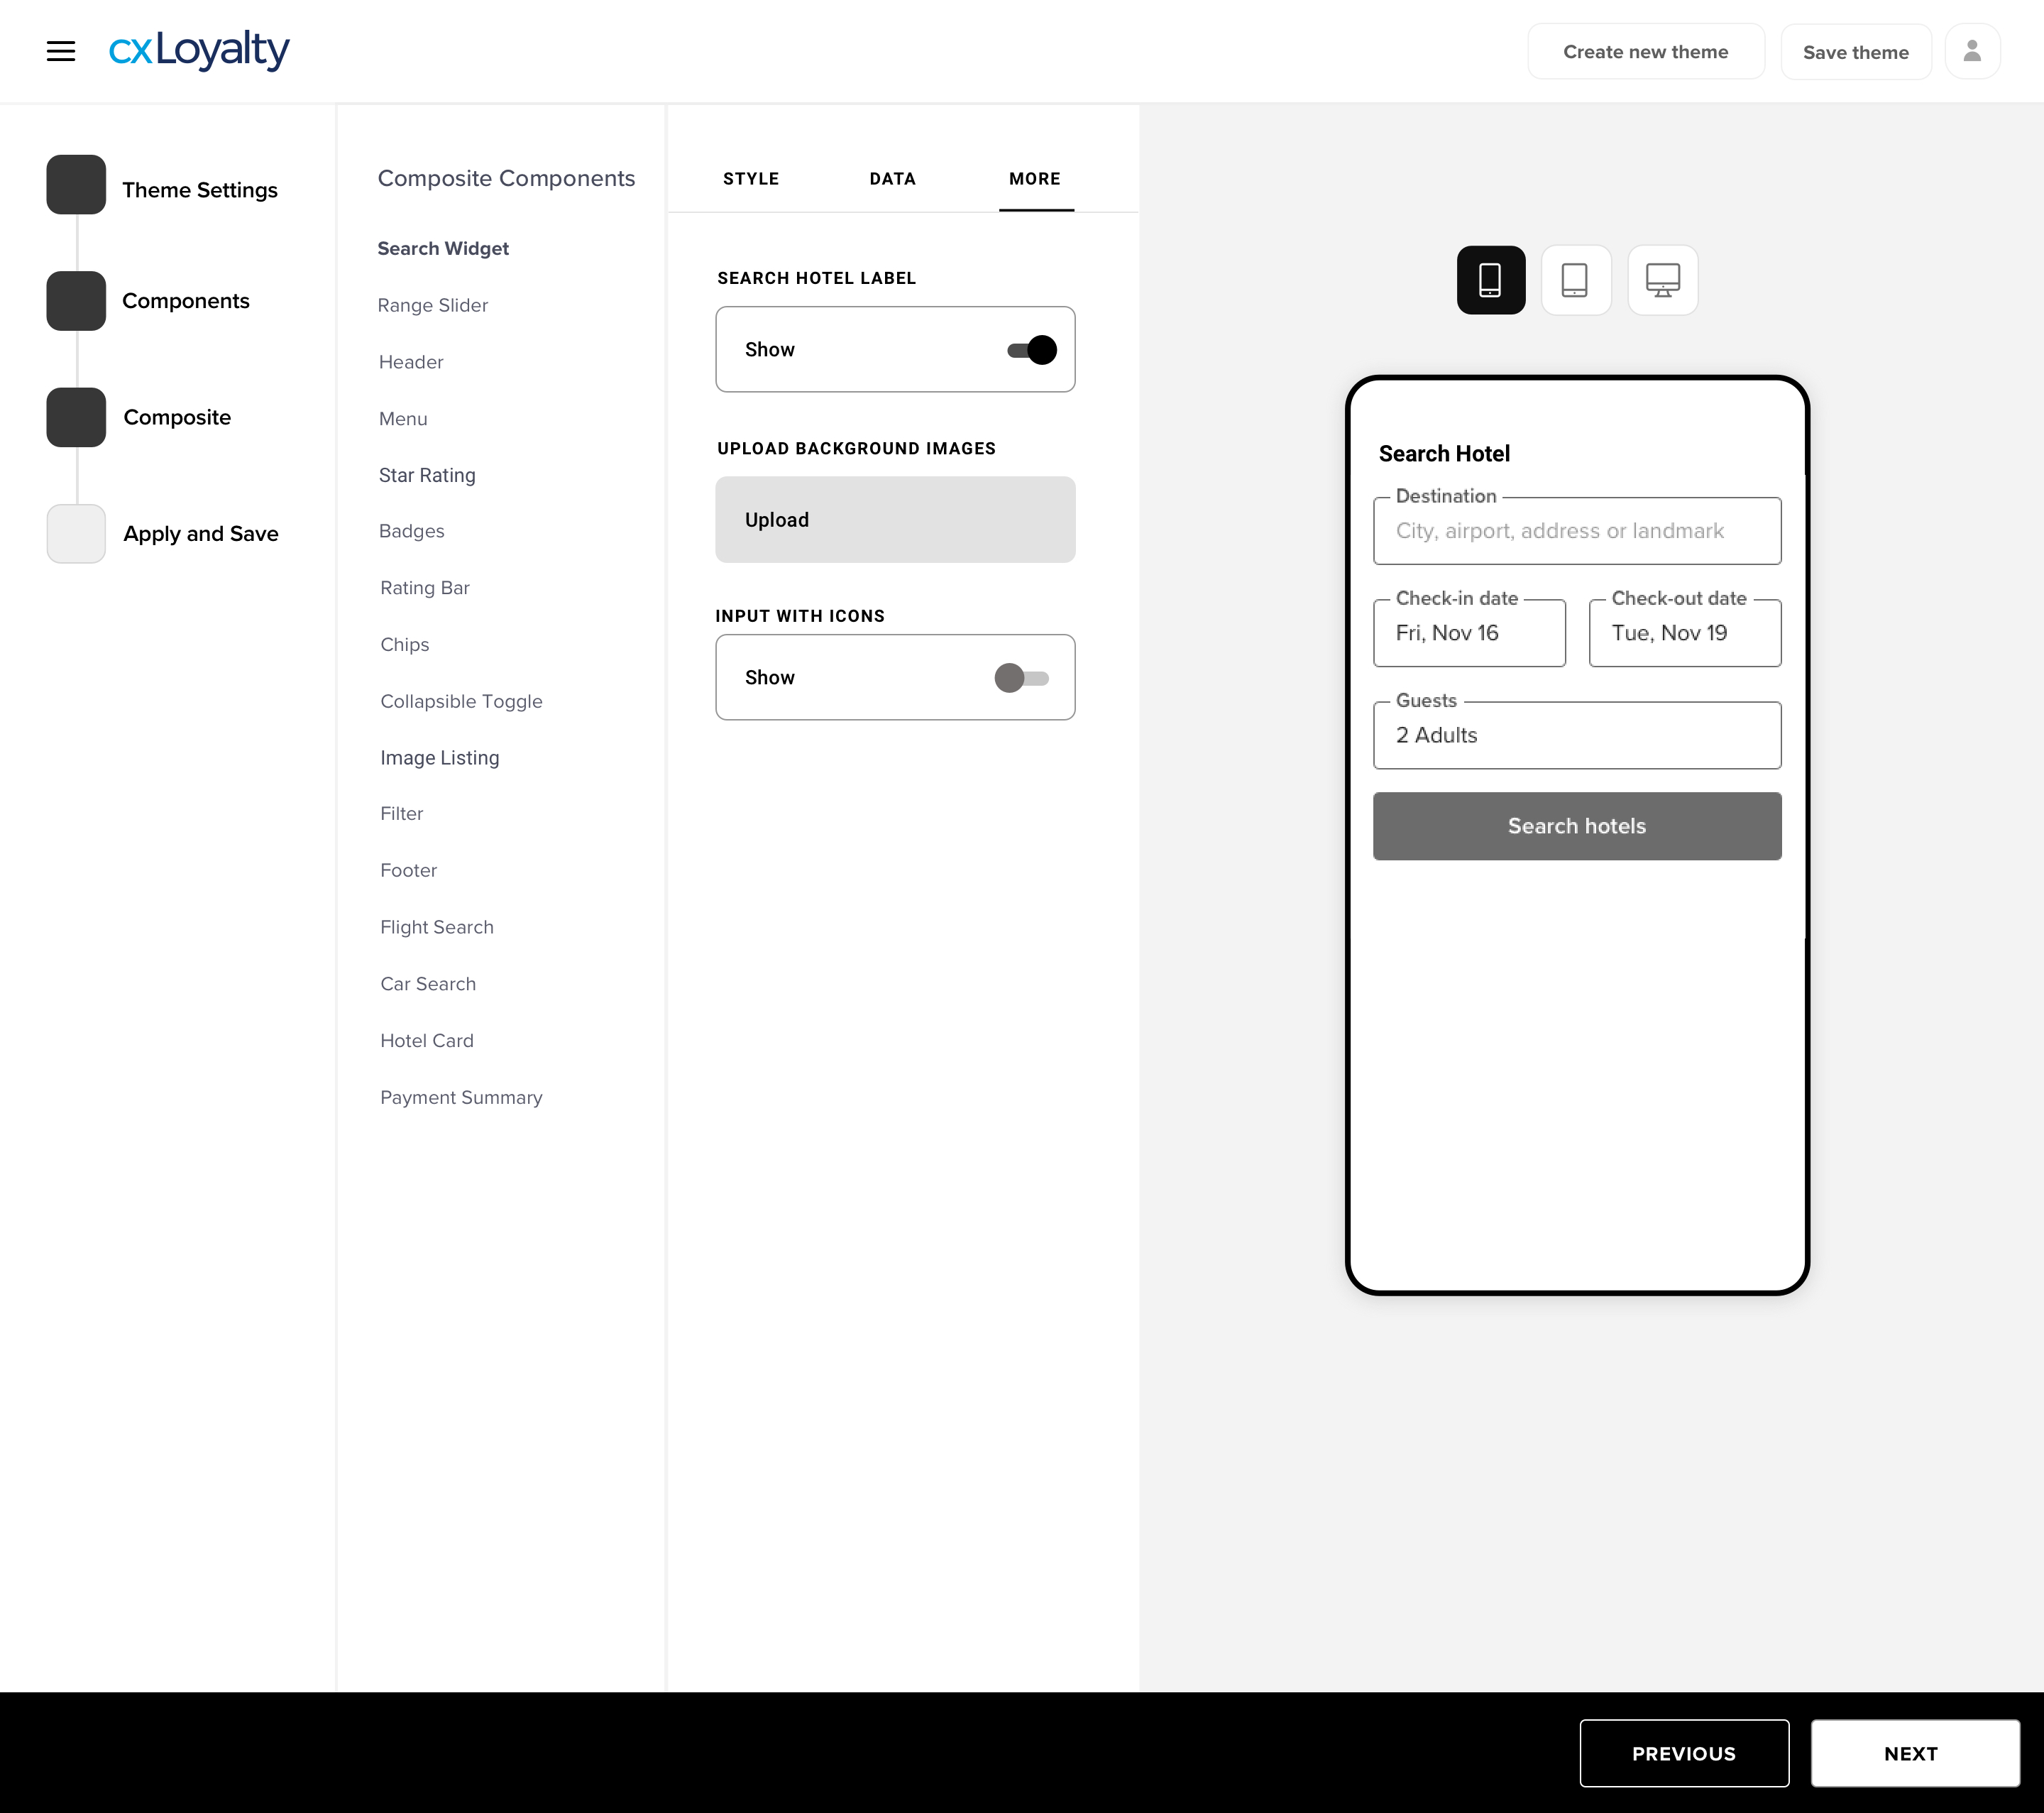 cxLoyalty
Create new theme
Save theme
Theme Settings
Components
Composite
Apply and Save
Composite Components
Search Widget
Range Slider
Header
Menu
Star Rating
Badges
Rating Bar
Chips
Collapsible Toggle
Image Listing
Filter
Footer
Flight Search
Car Search
Hotel Card
Payment Summary
STYLE DATA MORE
SEARCH HOTEL LABEL
Show
UPLOAD BACKGROUND IMAGES
Upload
INPUT WITH ICONS
Show
Search Hotel
Destination
City, airport, address or landmark
Check-in date
Fri, Nov 16
Check-out date
Tue, Nov 19
Guests
2 Adults
Search hotels
PREVIOUS
NEXT